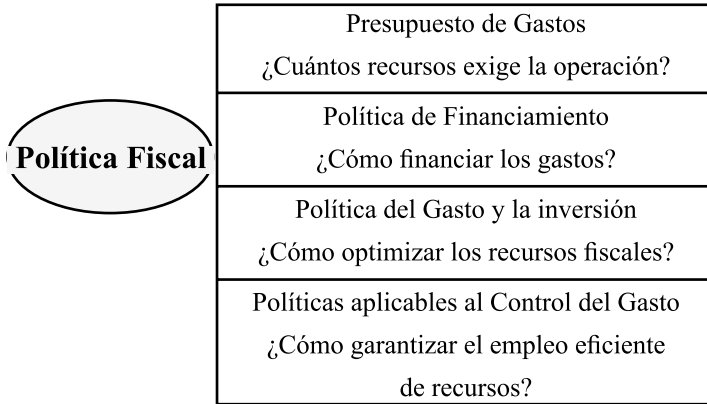 Política Fiscal
Presupuesto de Gastos
¿Cuántos recursos exige la operación?
Política de Financiamiento
¿Cómo financiar los gastos?
Política del Gasto y la inversión
¿Cómo optimizar los recursos fiscales?
Políticas aplicables al Control del Gasto
¿Cómo garantizar el empleo eficiente
de recursos?